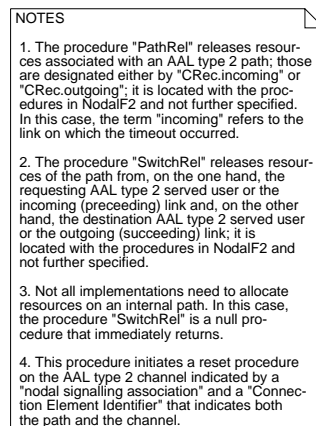 NOTES
1. The procedure "PathRel" releases resour-
ces associated with an AAL type 2 path; those
are designated either by "CRec.incoming" or
"CRec.outgoing"; it is located with the proc-
edures in NodalF2 and not further specified.
In this case, the term "incoming" refers to the
link on which the timeout occurred.
2. The procedure "SwitchRel" releases resour-
ces of the path from, on the one hand, the
requesting AAL type 2 served user or the
incoming (preceeding) link and, on the other
hand, the destination AAL type 2 served user
or the outgoing (succeeding) link; it is
located with the procedures in NodalF2 and
not further specified.
3. Not all implementations need to allocate
resources on an internal path. In this case,
the procedure "SwitchRel" is a null pro-
cedure that immediately returns.
4. This procedure initiates a reset procedure
on the AAL type 2 channel indicated by a
"nodal signalling association" and a "Connec-
tion Element Identifier" that indicates both
the path and the channel.